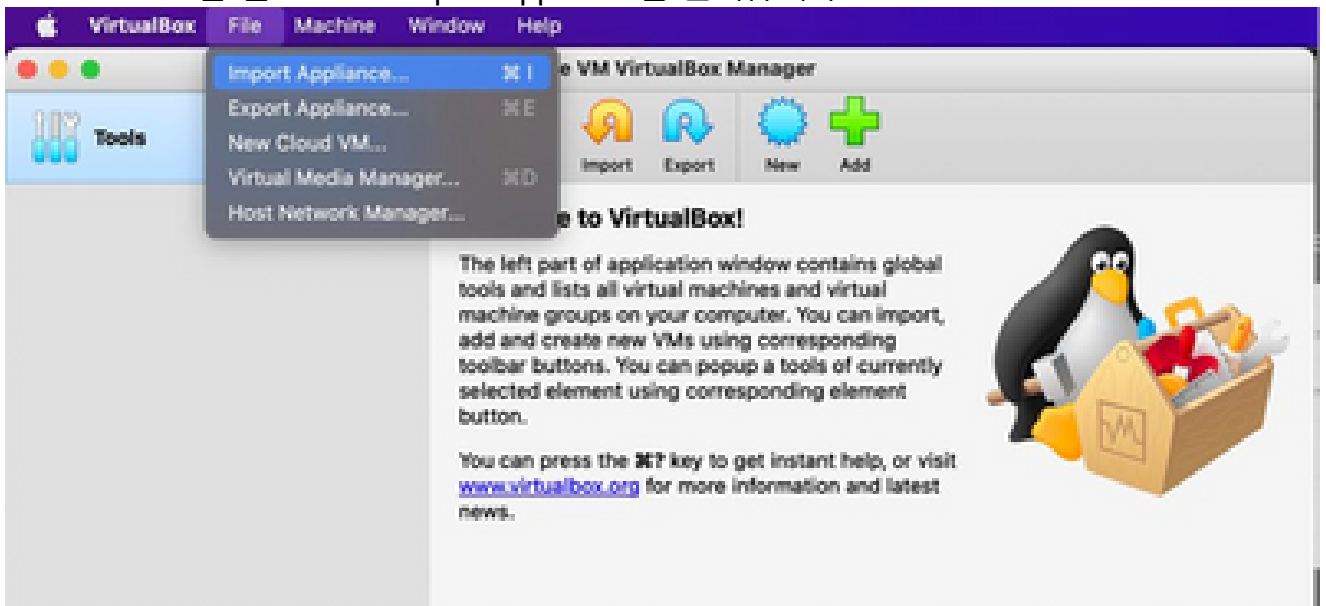 VirtualBox File Machine Window Help
Import Appliance... ⌘ I
e VM VirtualBox Manager
Export Appliance... ⌘E
New Cloud VM...
Virtual Media Manager... ⌘D
Host Network Manager...
Tools
Import Export New Add
e to VirtualBox!
The left part of application window contains global
tools and lists all virtual machines and virtual
machine groups on your computer. You can import,
add and create new VMs using corresponding
toolbar buttons. You can popup a tools of currently
selected element using corresponding element
button.
You can press the ⌘? key to get instant help, or visit
www.virtualbox.org for more information and latest
news.